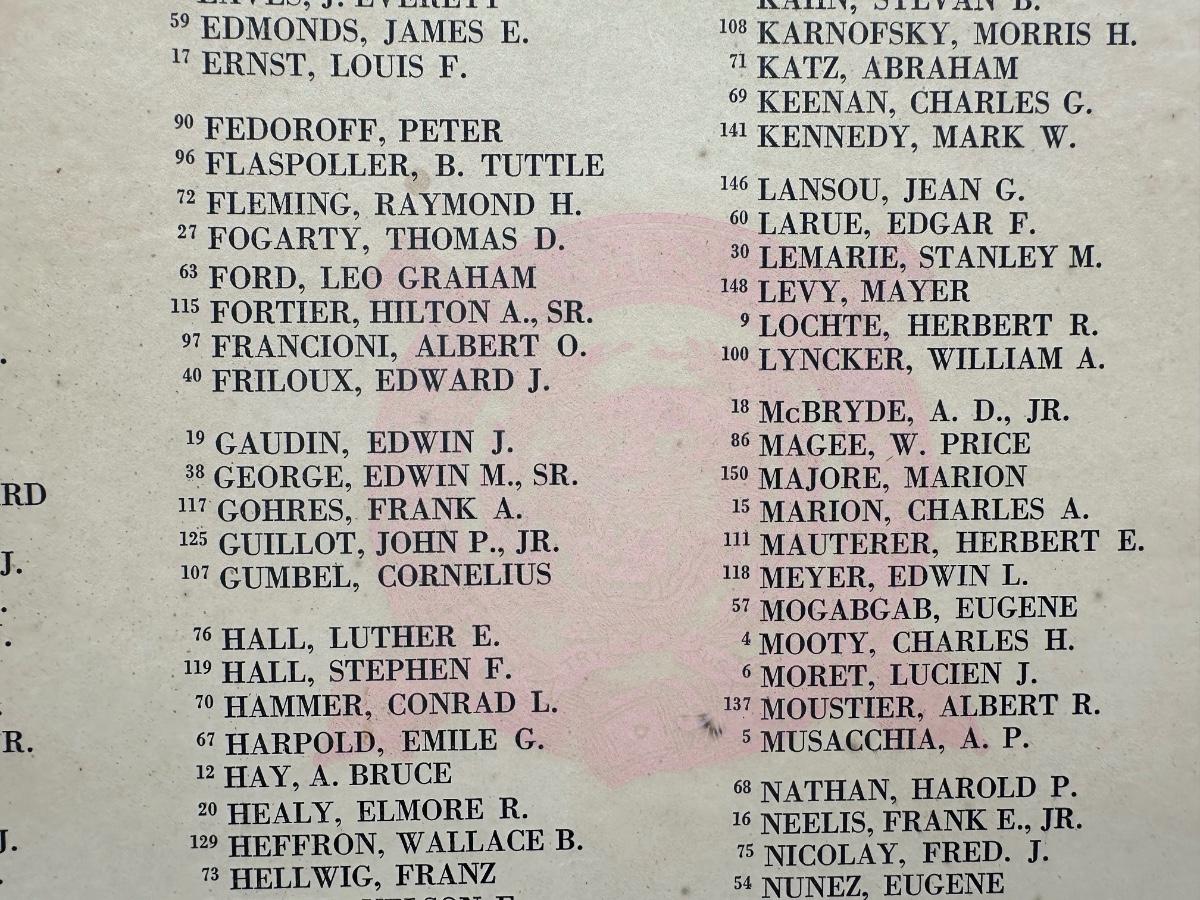 RD
J.
.
R.
J.
EAVES, J. EVERETT
59 EDMONDS, JAMES E.
17 ERNST, LOUIS F.
90 FEDOROFF, PETER
96 FLASPOLLER, B. TUTTLE
72 FLEMING, RAYMOND H.
27 FOGARTY, THOMAS D.
63 FORD, LEO GRAHAM
115 FORTIER, HILTON A., SR.
97 FRANCIONI, ALBERT O.
40 FRILOUX, EDWARD J.
19 GAUDIN, EDWIN J.
38 GEORGE, EDWIN M., SR.
117 GOHRES, FRANK A.
125 GUILLOT, JOHN P., JR.
107 GUMBEL, CORNELIUS
76 HALL, LUTHER E.
119 HALL, STEPHEN F.
70 HAMMER, CONRAD L.
67 HARPOLD, EMILE G.
12 HAY, A. BRUCE
20 HEALY, ELMORE R.
129 HEFFRON, WALLACE B.
73 HELLWIG, FRANZ
KAHN, SYLVAN B.
108 KARNOFSKY, MORRIS H.
71 KATZ, ABRAHAM
69 KEENAN, CHARLES G.
141 KENNEDY, MARK W.
146 LANSOU, JEAN G.
60 LARUE, EDGAR F.
30 LEMARIE, STANLEY M.
148 LEVY, MAYER
9 LOCHTE, HERBERT R.
100 LYNCKER, WILLIAM A.
18 McBRYDE, A. D., JR.
86 MAGEE, W. PRICE
150 MAJORE, MARION
15 MARION, CHARLES A.
111 MAUTERER, HERBERT E.
118 MEYER, EDWIN L.
57 MOGABGAB, EUGENE
4 MOOTY, CHARLES H.
6 MORET, LUCIEN J.
137 MOUSTIER, ALBERT R.
5 MUSACCHIA, A. P.
68 NATHAN, HAROLD P.
16 NEELIS, FRANK E., JR.
75 NICOLAY, FRED. J.
54 NUNEZ, EUGENE